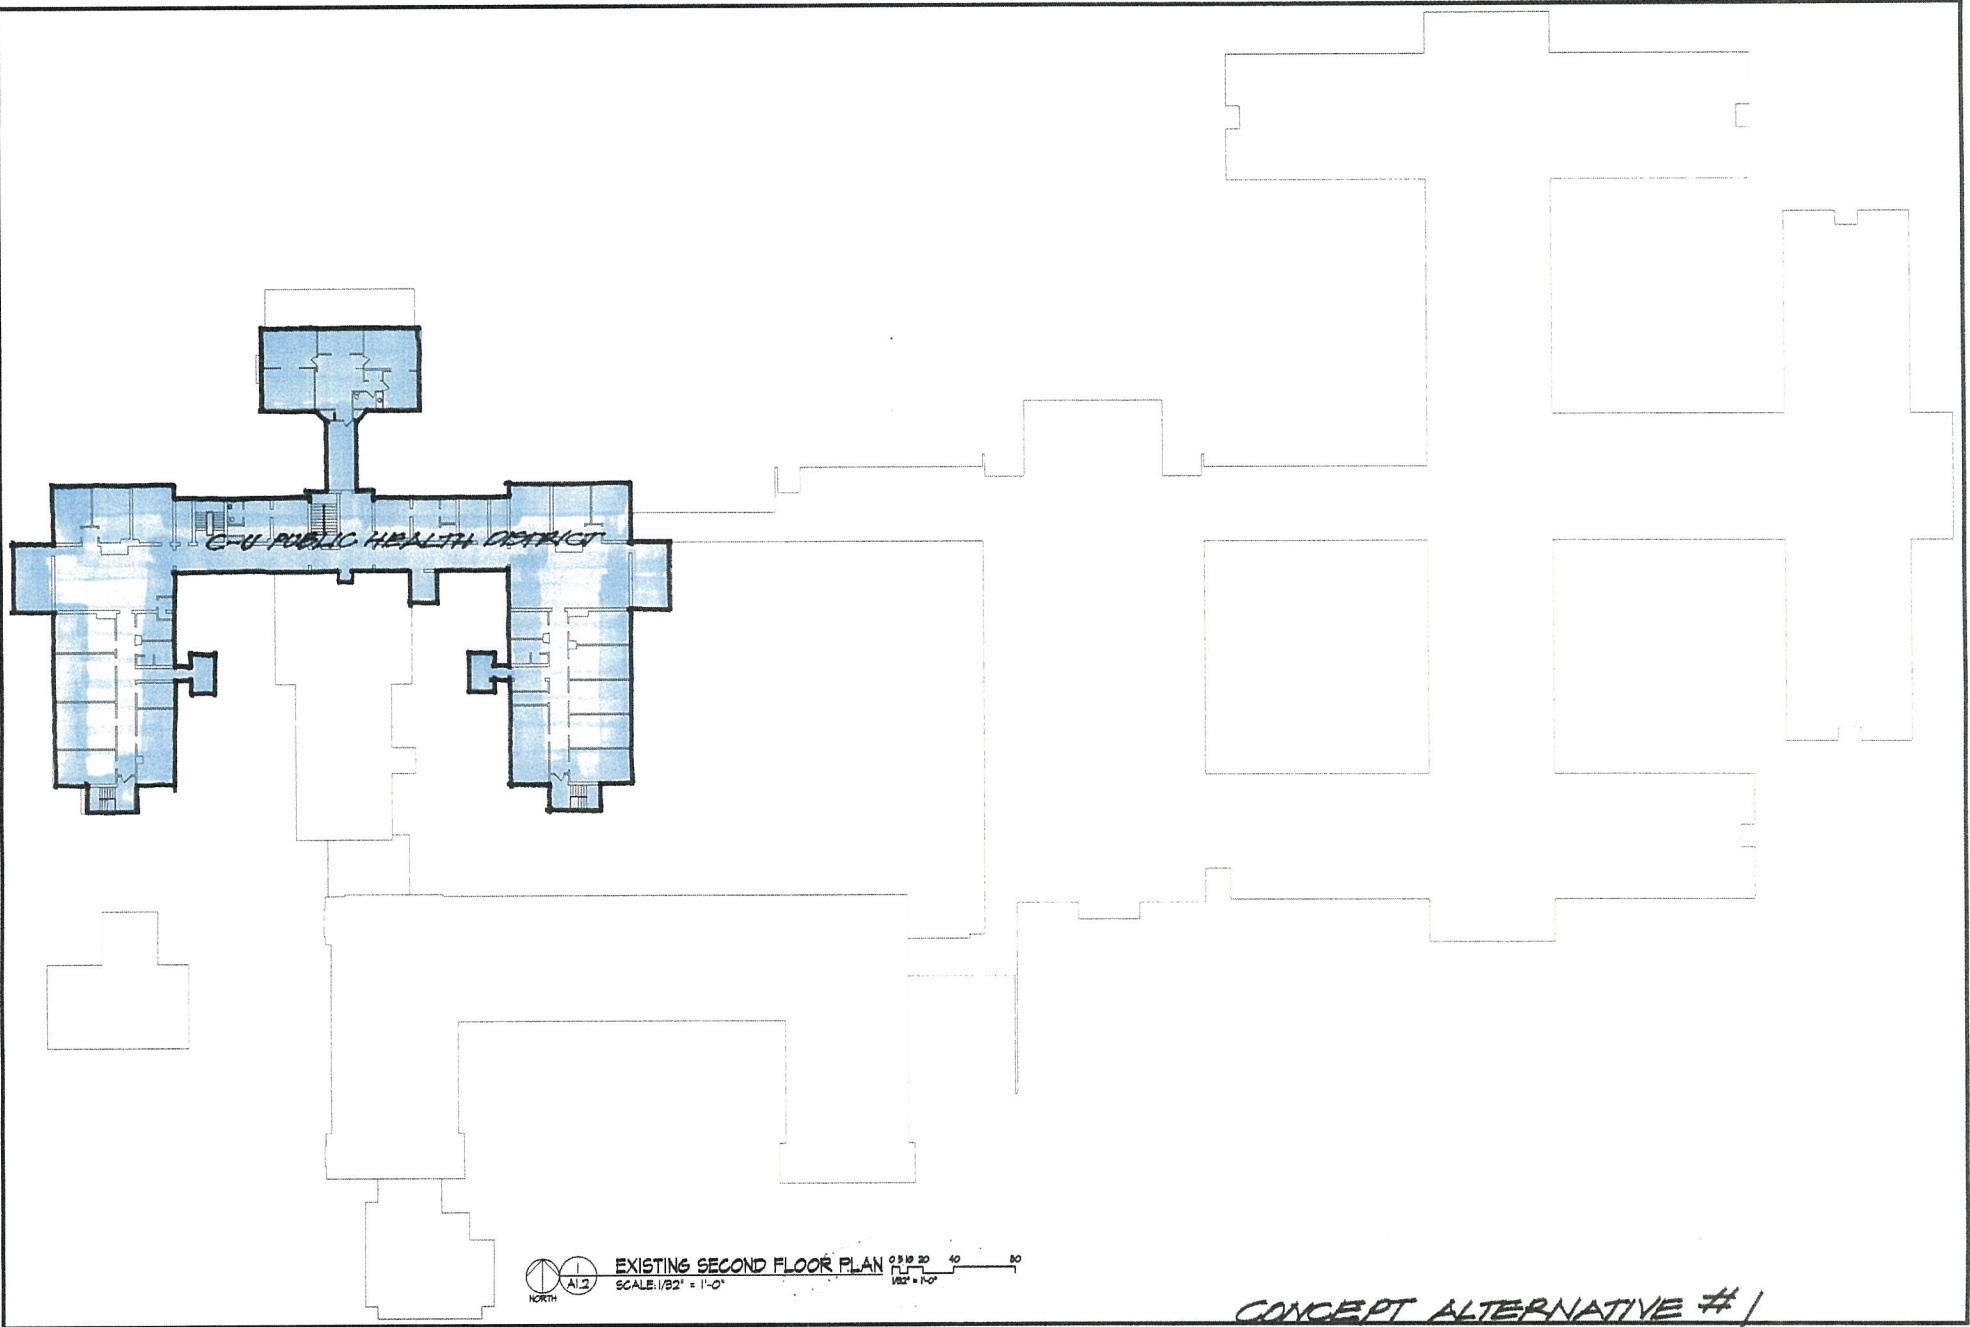 C-U PUBLIC HEALTH DISTRICT
1
A1.2
NORTH
EXISTING SECOND FLOOR PLAN
SCALE: 1/32" = 1'-0"
0 5 10 20 40 80
1/32" = 1'-0"
CONCEPT ALTERNATIVE #1